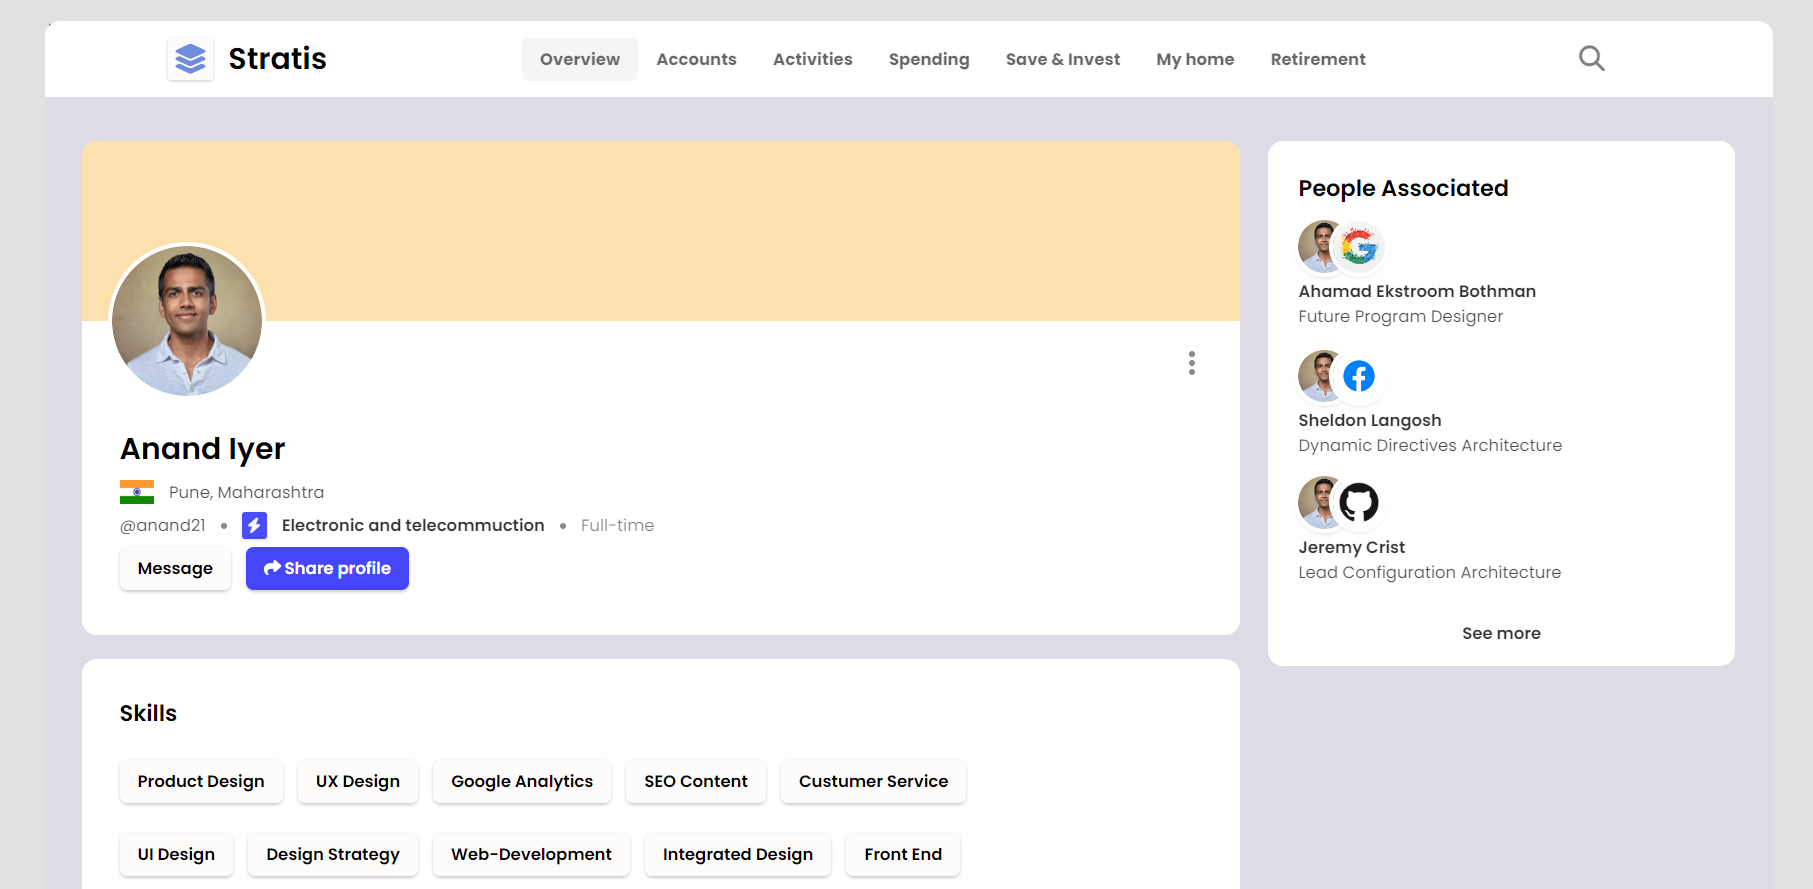 Stratis
Overview Accounts Activities Spending Save & Invest My home Retirement
Anand Iyer
Pune, Maharashtra
@anand21 • Electronic and telecommuction • Full-time
Message Share profile
Skills
Product Design UX Design Google Analytics SEO Content Custumer Service
UI Design Design Strategy Web-Development Integrated Design Front End
People Associated
Ahamad Ekstroom Bothman
Future Program Designer
Sheldon Langosh
Dynamic Directives Architecture
Jeremy Crist
Lead Configuration Architecture
See more